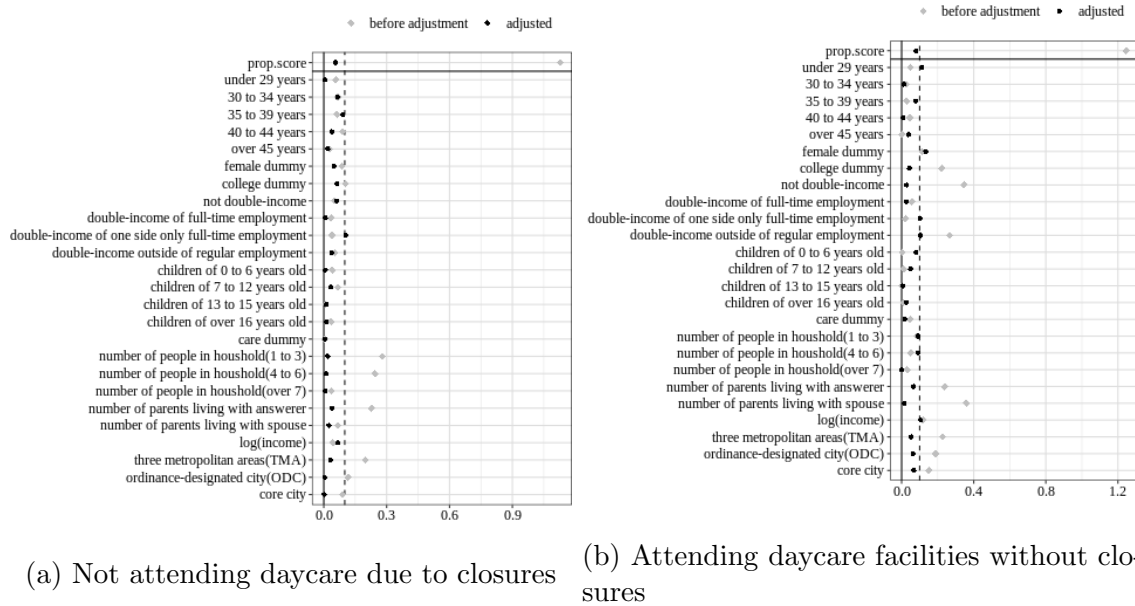 before adjustment adjusted
prop.score
under 29 years
30 to 34 years
35 to 39 years
40 to 44 years
over 45 years
female dummy
college dummy
not double-income
double-income of full-time employment
double-income of one side only full-time employment
double-income outside of regular employment
children of 0 to 6 years old
children of 7 to 12 years old
children of 13 to 15 years old
children of over 16 years old
care dummy
number of people in houshold(1 to 3)
number of people in houshold(4 to 6)
number of people in houshold(over 7)
number of parents living with answerer
number of parents living with spouse
log(income)
three metropolitan areas(TMA)
ordinance-designated city(ODC)
core city
0.0 0.3 0.6 0.9
(a) Not attending daycare due to closures
before adjustment adjusted
prop.score
under 29 years
30 to 34 years
35 to 39 years
40 to 44 years
over 45 years
female dummy
college dummy
not double-income
double-income of full-time employment
double-income of one side only full-time employment
double-income outside of regular employment
children of 0 to 6 years old
children of 7 to 12 years old
children of 13 to 15 years old
children of over 16 years old
care dummy
number of people in houshold(1 to 3)
number of people in houshold(4 to 6)
number of people in houshold(over 7)
number of parents living with answerer
number of parents living with spouse
log(income)
three metropolitan areas(TMA)
ordinance-designated city(ODC)
core city
0.0 0.4 0.8 1.2
(b) Attending daycare facilities without clo-
sures